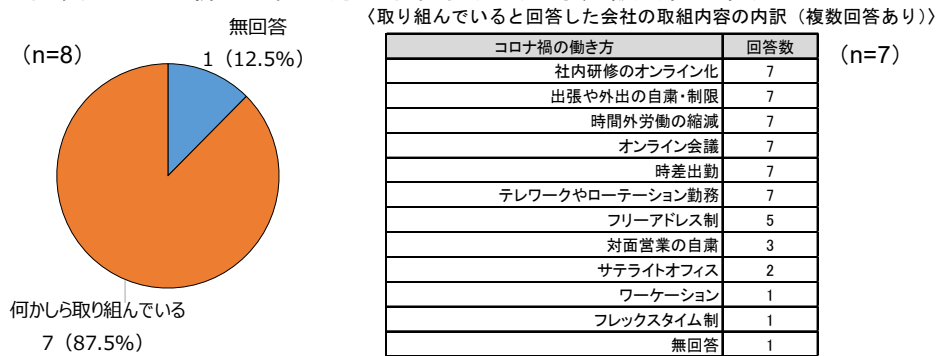 〈取り組んでいると回答した会社の取組内容の内訳（複数回答あり）〉
無回答
1（12.5%）
（n=8）
何かしら取り組んでいる
7（87.5%）
コロナ禍の働き方 回答数
（n=7）
社内研修のオンライン化 7
出張や外出の自粛・制限 7
時間外労働の縮減 7
オンライン会議 7
時差出勤 7
テレワークやローテーション勤務 7
フリーアドレス制 5
対面営業の自粛 3
サテライトオフィス 2
ワーケーション 1
フレックスタイム制 1
無回答 1